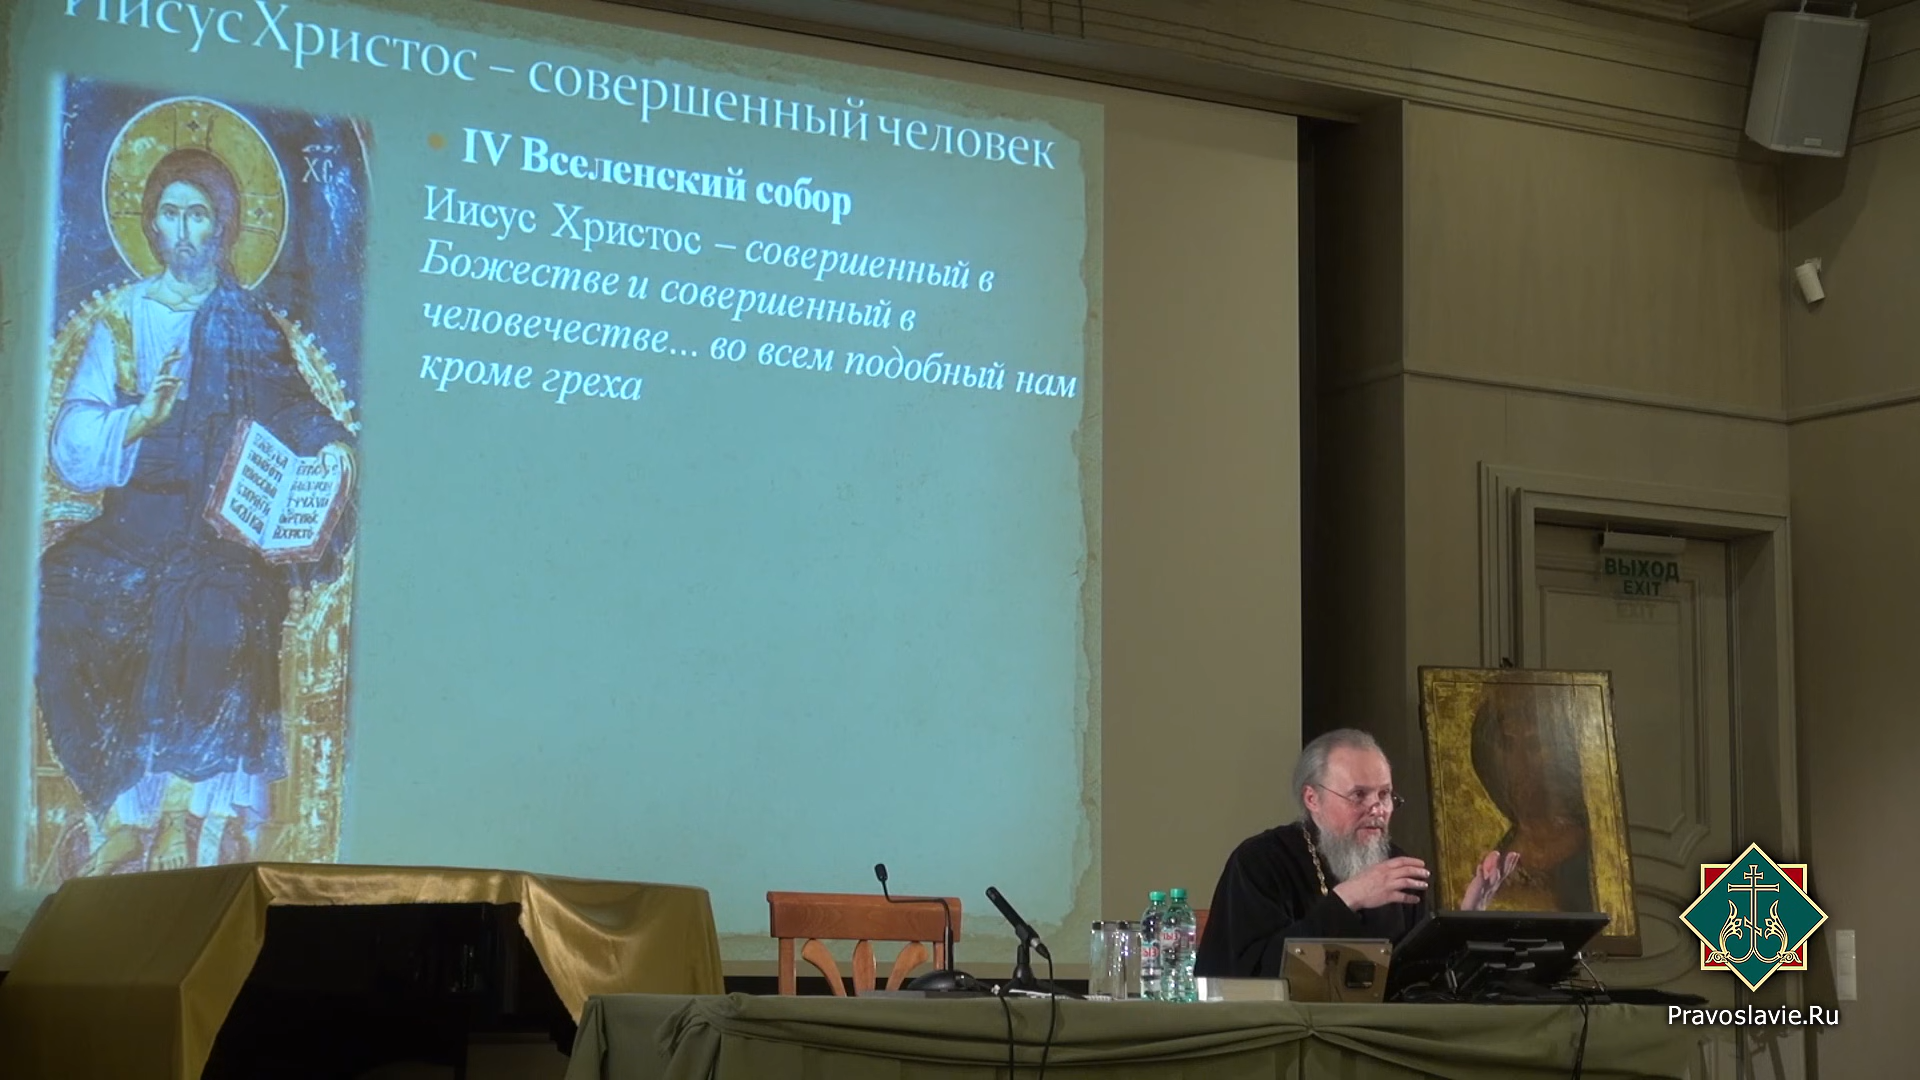 Иисус Христос – совершенный человек
IV Вселенский собор
Иисус Христос – совершенный в
Божестве и совершенный в
человечестве... во всем подобный нам
кроме греха
ХС
ВЫХОД
EXIT
Pravoslavie.Ru